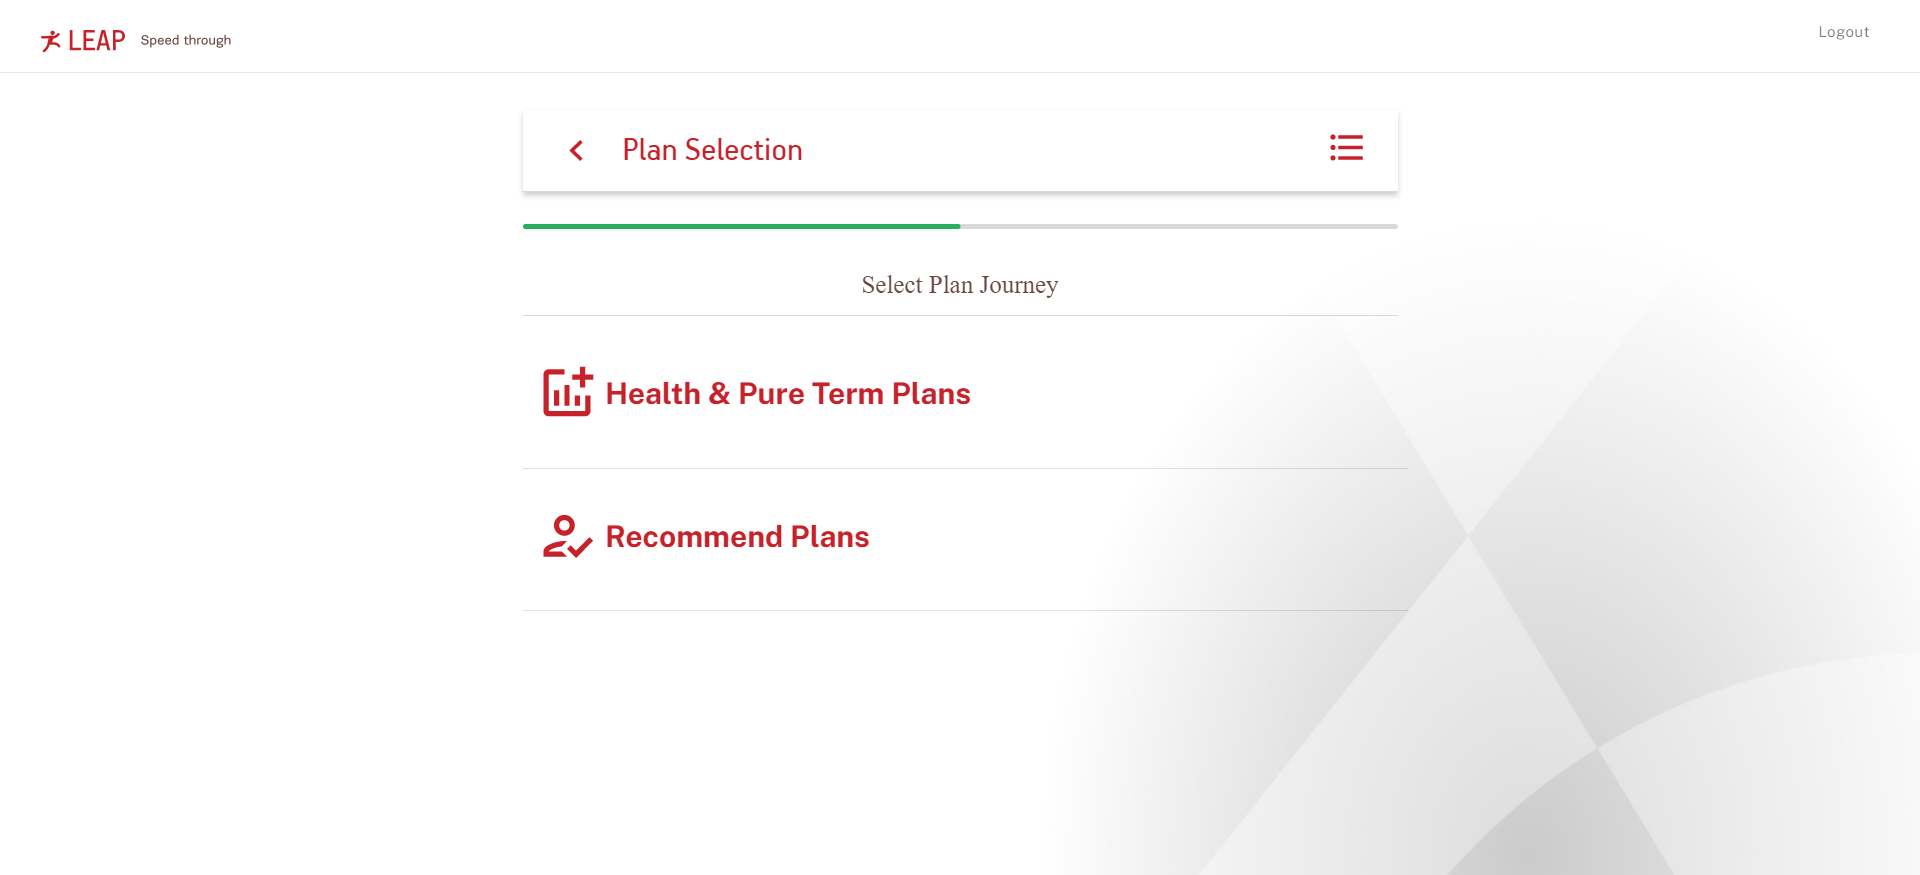 LEAP Speed through
Logout
Plan Selection
Select Plan Journey
Health & Pure Term Plans
Recommend Plans